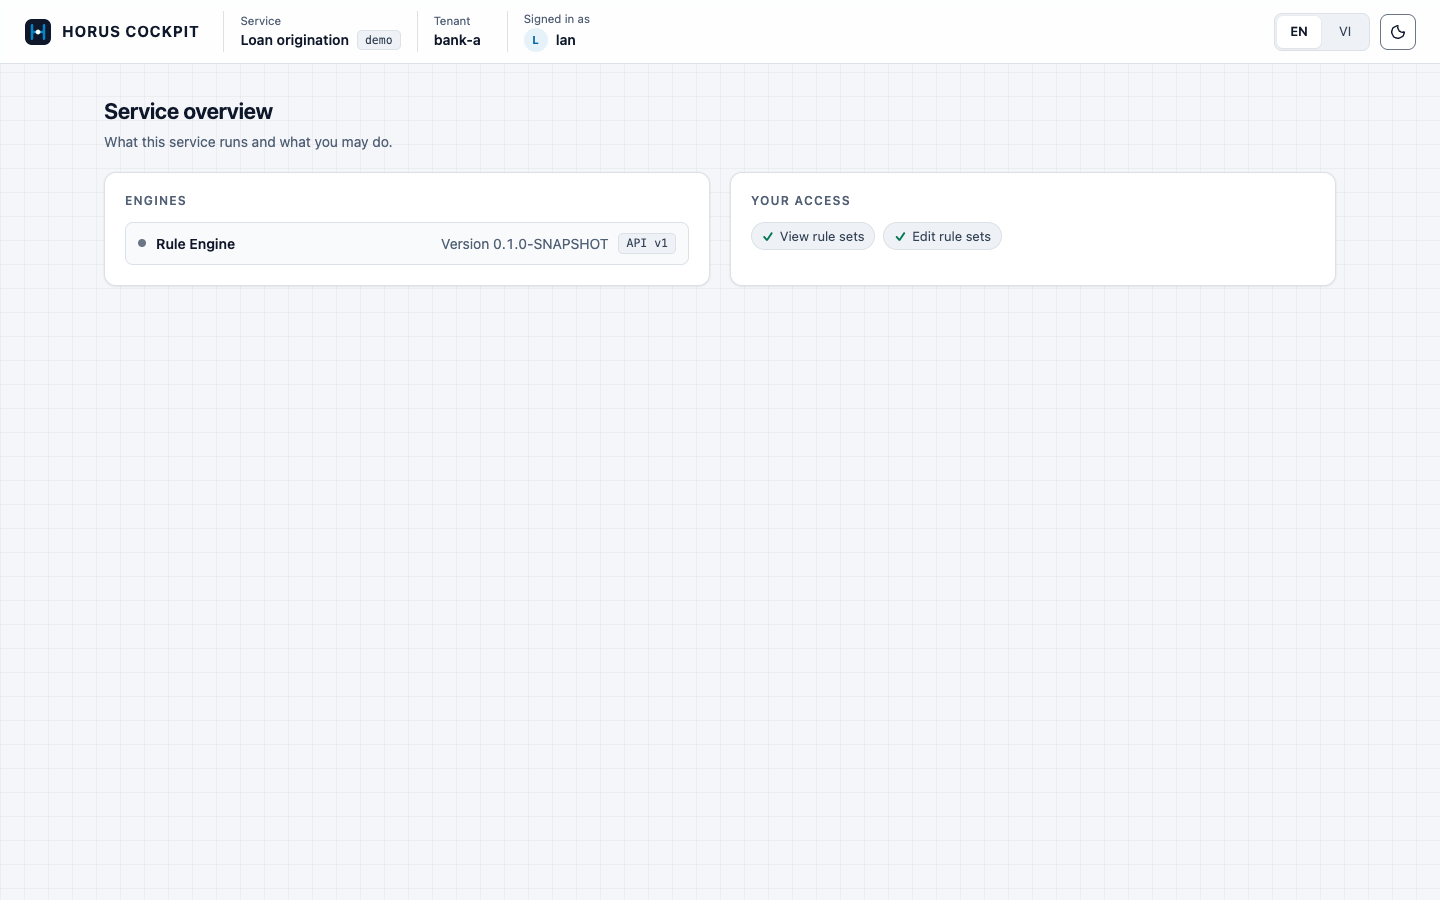 HORUS COCKPIT
Service
Loan origination demo
Tenant
bank-a
Signed in as
L lan
EN VI
Service overview
What this service runs and what you may do.
ENGINES
Rule Engine Version 0.1.0-SNAPSHOT API v1
YOUR ACCESS
View rule sets Edit rule sets